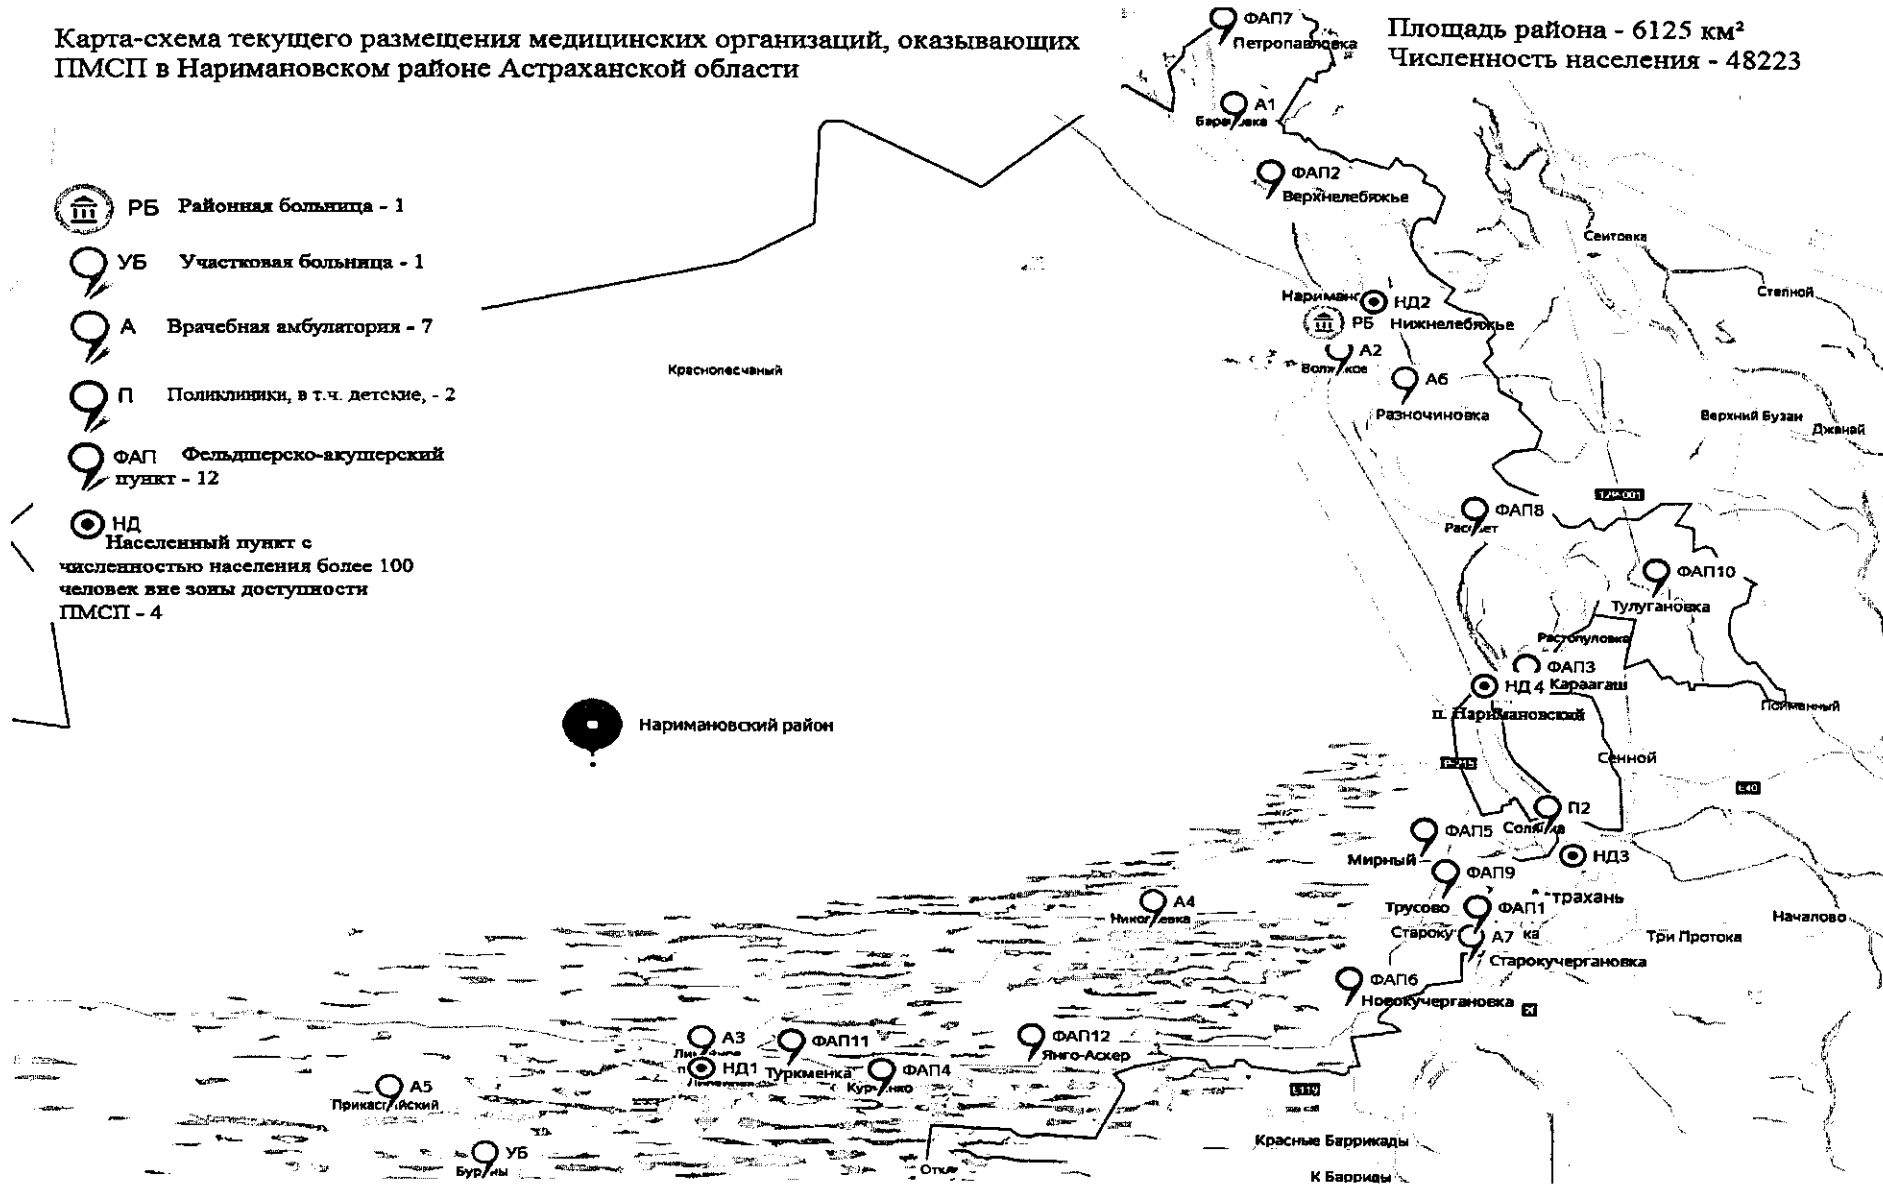 Карта-схема текущего размещения медицинских организаций, оказывающих
ПМСП в Наримановском районе Астраханской области
Площадь района - 6125 км²
Численность населения - 48223
РБ Районная больница - 1
УБ Участковая больница - 1
А Врачебная амбулатория - 7
П Поликлиники, в т.ч. детские, - 2
ФАП Фельдшерско-акушерский
пункт - 12
НД
Населенный пункт с
численностью населения более 100
человек вне зоны доступности
ПМСП - 4
ФАП7
Петропавловка
А1
ФАП2
Верхнелебяжье
Сеитовка
Степной
НД2
РБ Нижнелебяжье
А2
А6
Разночиновка
Краснопесчаный
Верхний Бузан
Джанай
ФАП8
ФАП10
Тулугановка
Растопуловка
ФАП3
НД 4 Караагаш
п. Наримановский
Пойменный
Наримановский район
Р-215
Сенной
Е40
П2
ФАП5
Мирный
НД3
ФАП9
А4
Трусово
ФАП1
Началово
А7
Три Протока
Старокучергановка
ФАП6
Новокучергановка
А3
ФАП11
ФАП12
Янго-Аскер
НД1
Туркменка
ФАП4
А5
УБ
Красные Баррикады
К Баррикады